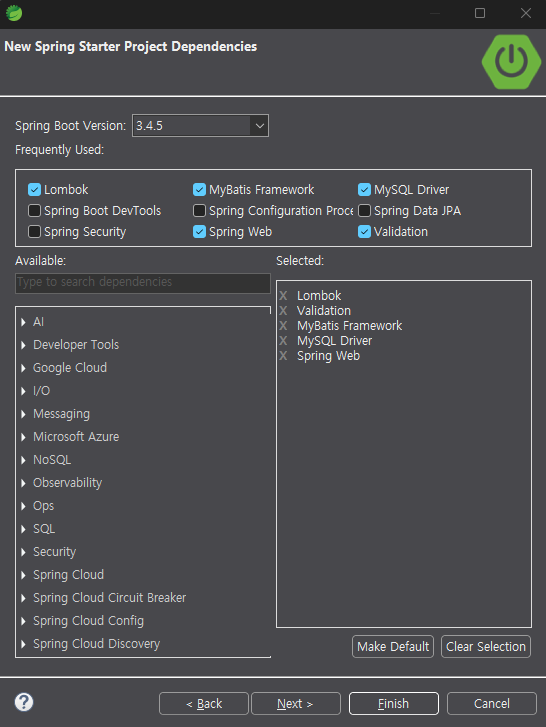 New Spring Starter Project Dependencies
Spring Boot Version: 3.4.5
Frequently Used:
Lombok MyBatis Framework MySQL Driver
Spring Boot DevTools Spring Configuration Proce Spring Data JPA
Spring Security Spring Web Validation
Available: Selected:
Type to search dependencies
X Lombok
X Validation
X MyBatis Framework
X MySQL Driver
X Spring Web
AI
Developer Tools
Google Cloud
I/O
Messaging
Microsoft Azure
NoSQL
Observability
Ops
SQL
Security
Spring Cloud
Spring Cloud Circuit Breaker
Spring Cloud Config
Spring Cloud Discovery
Make Default Clear Selection
? < Back Next > Finish Cancel